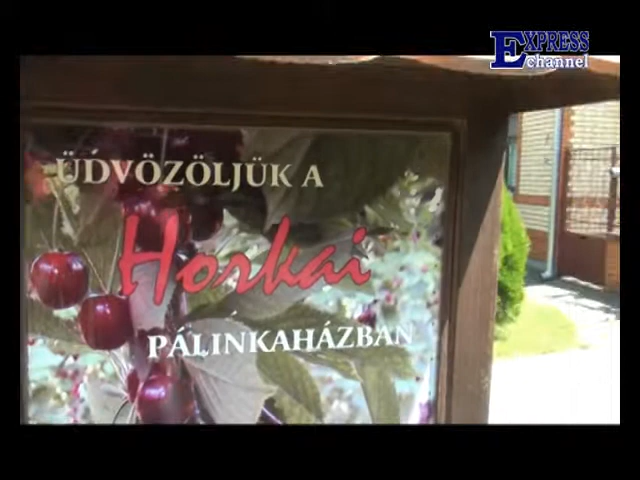 EXPRESS
channel
ÜDVÖZÖLJÜK A
Horkai
PÁLINKAHÁZBAN